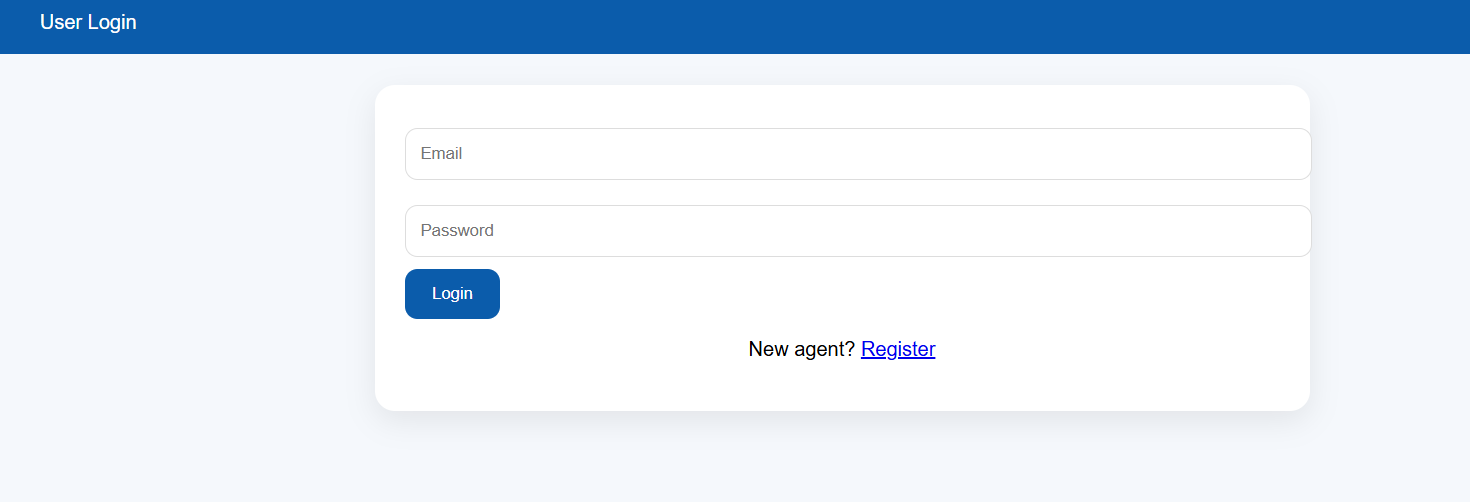 User Login
Email
Password
Login
New agent? Register